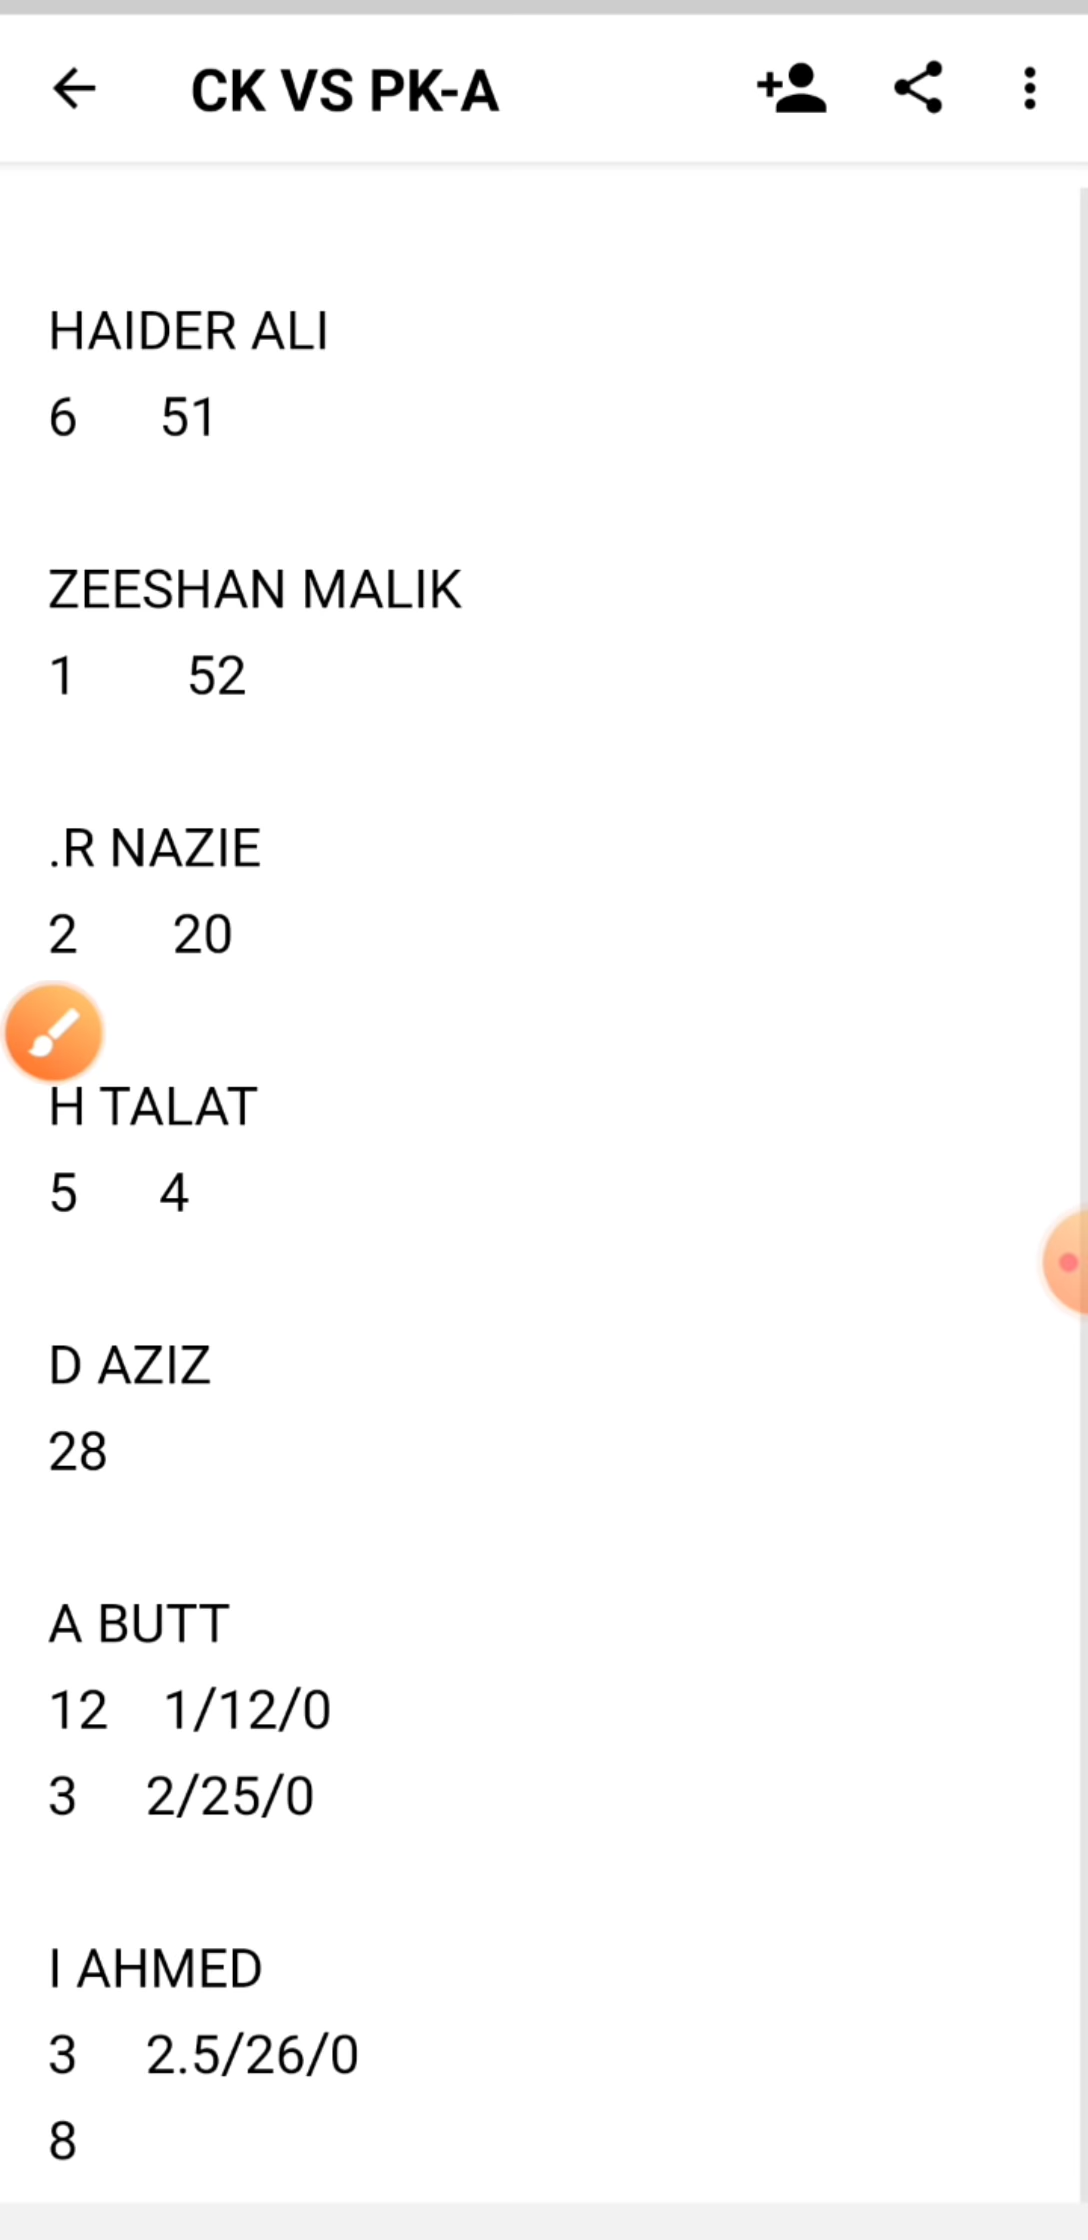 CK VS PK-A
HAIDER ALI
6 51
ZEESHAN MALIK
1 52
.R NAZIE
2 20
H TALAT
5 4
D AZIZ
28
A BUTT
12 1/12/0
3 2/25/0
I AHMED
3 2.5/26/0
8